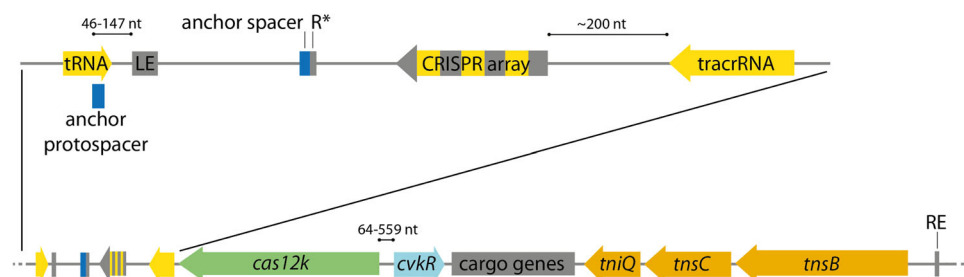 46-147 nt
anchor spacer R*
~200 nt
tRNA
LE
CRISPR array
tracrRNA
anchor
protospacer
64-559 nt
RE
cas12k
cvkR
cargo genes
tniQ
tnsC
tnsB